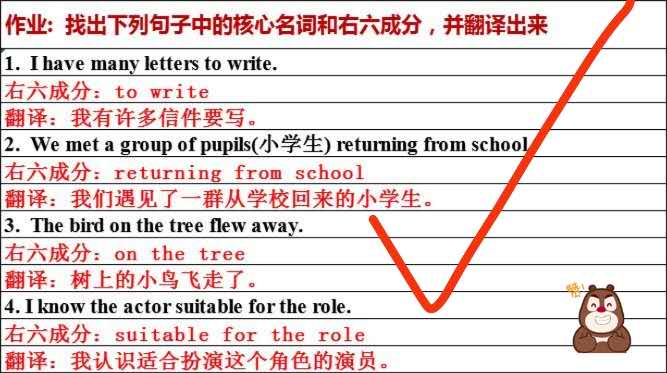 作业: 找出下列句子中的核心名词和右六成分，并翻译出来
1. I have many letters to write.
右六成分：to write
翻译：我有许多信件要写。
2. We met a group of pupils(小学生) returning from school
右六成分：returning from school
翻译：我们遇见了一群从学校回来的小学生。
3. The bird on the tree flew away.
右六成分：on the tree
翻译：树上的小鸟飞走了。
4. I know the actor suitable for the role.
右六成分：suitable for the role
翻译：我认识适合扮演这个角色的演员。